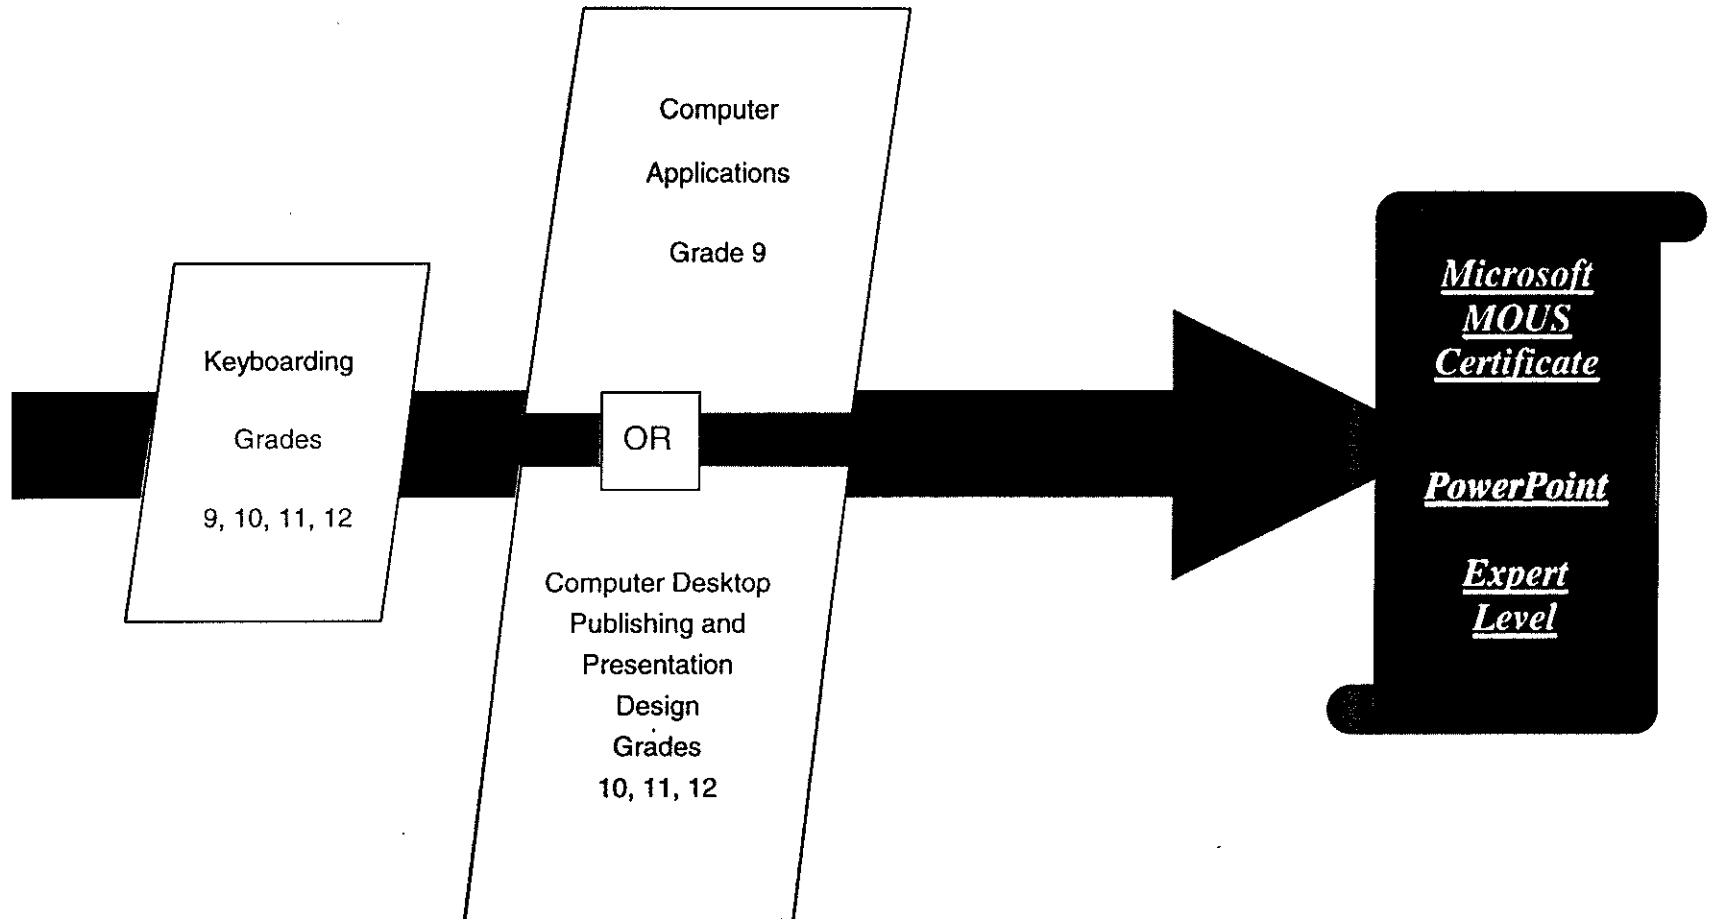 Keyboarding
Grades
9, 10, 11, 12
Computer
Applications
Grade 9
OR
Computer Desktop
Publishing and
Presentation
Design
Grades
10, 11, 12
Microsoft
MOUS
Certificate
PowerPoint
Expert
Level